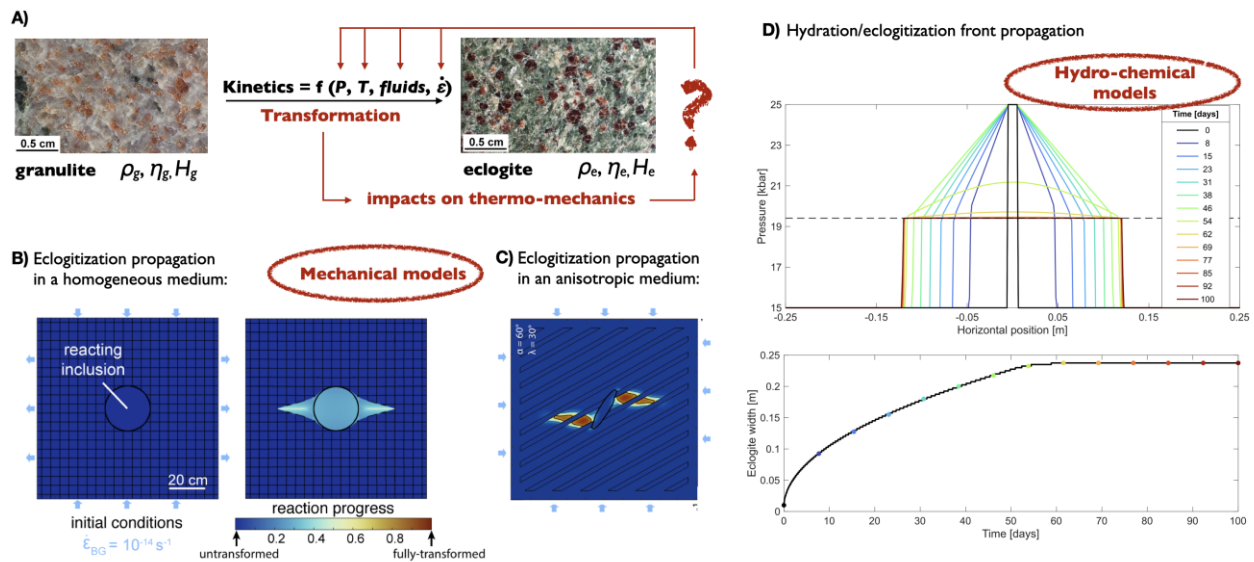 A)
Kinetics = f (P, T, fluids, ε̇)
Transformation
0.5 cm
0.5 cm
granulite ρg, ηg, Hg
eclogite ρe, ηe, He
?
impacts on thermo-mechanics
B) Eclogitization propagation
in a homogeneous medium:
Mechanical models
C) Eclogitization propagation
in an anisotropic medium:
reacting
inclusion
20 cm
initial conditions
ε̇BG = 10⁻¹⁴ s⁻¹
reaction progress
0.2 0.4 0.6 0.8
untransformed
fully-transformed
α = 60°
λ = 30°
D) Hydration/eclogitization front propagation
Hydro-chemical
models
Pressure [kbar]
25
23
21
19
17
15
-0.25 -0.15 -0.05 0.05 0.15 0.25
Horizontal position [m]
Time [days]
0
8
15
23
31
38
46
54
62
69
77
85
92
100
Eclogite width [m]
0.25
0.20
0.15
0.10
0.05
0
0 10 20 30 40 50 60 70 80 90 100
Time [days]